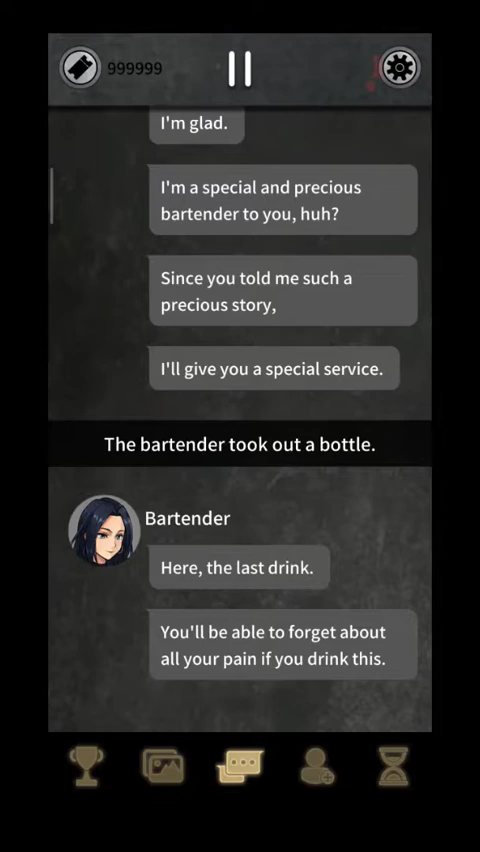 999999
I'm glad.
I'm a special and precious
bartender to you, huh?
Since you told me such a
precious story,
I'll give you a special service.
The bartender took out a bottle.
Bartender
Here, the last drink.
You'll be able to forget about
all your pain if you drink this.